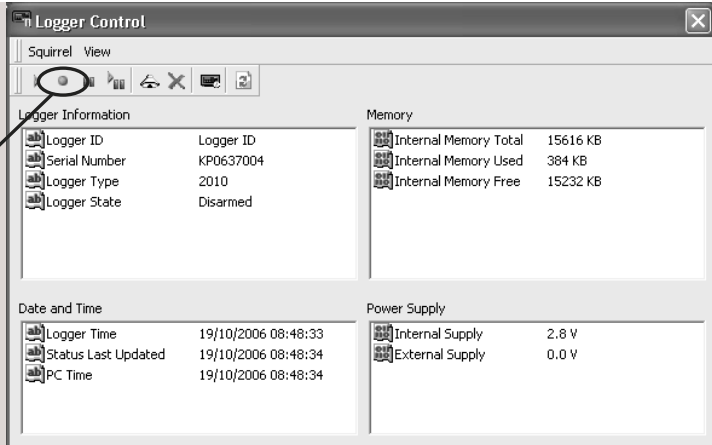 Logger Control
Squirrel View
Logger Information
Logger ID Logger ID
Serial Number KP0637004
Logger Type 2010
Logger State Disarmed
Memory
Internal Memory Total 15616 KB
Internal Memory Used 384 KB
Internal Memory Free 15232 KB
Date and Time
Logger Time 19/10/2006 08:48:33
Status Last Updated 19/10/2006 08:48:34
PC Time 19/10/2006 08:48:34
Power Supply
Internal Supply 2.8 V
External Supply 0.0 V